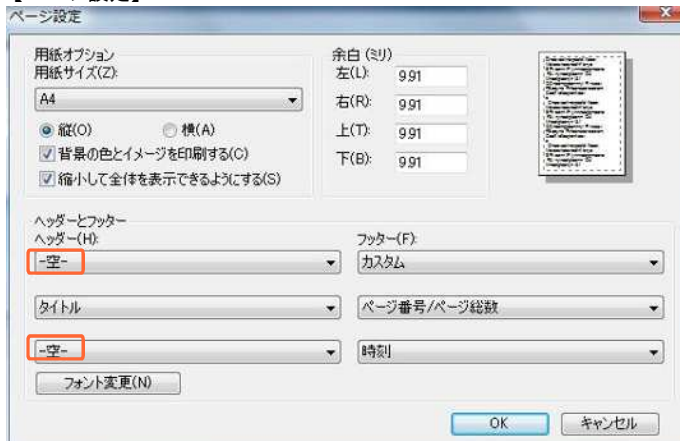 ページ設定
用紙オプション
用紙サイズ(Z):
A4
縦(O) 横(A)
背景の色とイメージを印刷する(C)
縮小して全体を表示できるようにする(S)
余白 (ミリ)
左(L): 9.91
右(R): 9.91
上(T): 9.91
下(B): 9.91
ヘッダーとフッター
ヘッダー(H):
-空-
タイトル
-空-
フッター(F):
カスタム
ページ番号/ページ総数
時刻
フォント変更(N)
OK キャンセル